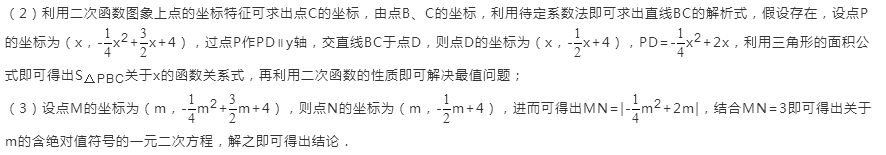 （2）利用二次函数图象上点的坐标特征可求出点C的坐标，由点B、C的坐标，利用待定系数法即可求出直线BC的解析式，假设存在，设点P
的坐标为（x，-\frac{1}{4}x²+\frac{3}{2}x+4），过点P作PD∥y轴，交直线BC于点D，则点D的坐标为（x，-\frac{1}{2}x+4），PD=-\frac{1}{4}x²+2x，利用三角形的面积公
式即可得出S△PBC关于x的函数关系式，再利用二次函数的性质即可解决最值问题；
（3）设点M的坐标为（m，-\frac{1}{4}m²+\frac{3}{2}m+4），则点N的坐标为（m，-\frac{1}{2}m+4），进而可得出MN=|-\frac{1}{4}m²+2m|，结合MN=3即可得出关于
m的含绝对值符号的一元二次方程，解之即可得出结论．